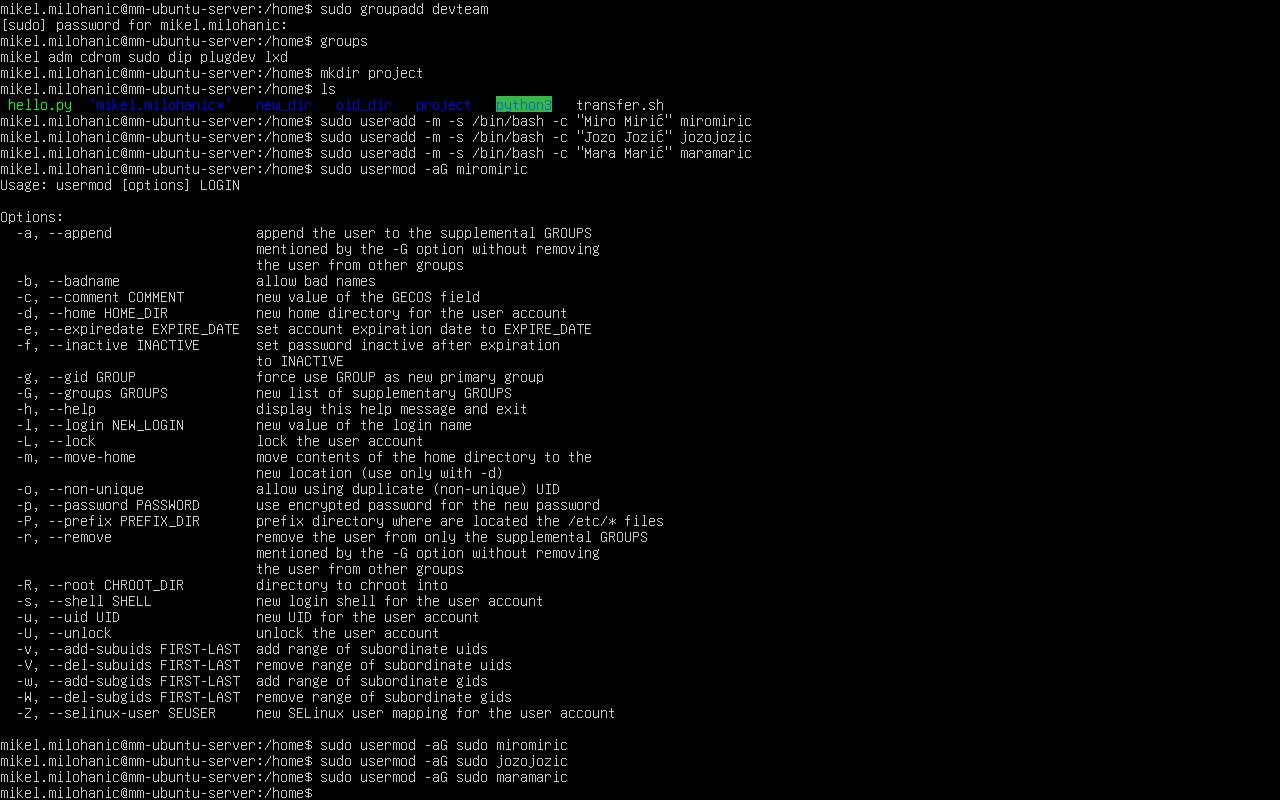 mikel.milohanic@mm-ubuntu-server:/home$ sudo groupadd devteam
[sudo] password for mikel.milohanic:
mikel.milohanic@mm-ubuntu-server:/home$ groups
mikel adm cdrom sudo dip plugdev lxd
mikel.milohanic@mm-ubuntu-server:/home$ mkdir project
mikel.milohanic@mm-ubuntu-server:/home$ ls
hello.py  'mikel.milohanic*'  new_dir  old_dir  project  python3  transfer.sh
mikel.milohanic@mm-ubuntu-server:/home$ sudo useradd -m -s /bin/bash -c "Miro Mirić" miromiric
mikel.milohanic@mm-ubuntu-server:/home$ sudo useradd -m -s /bin/bash -c "Jozo Jozić" jozojozic
mikel.milohanic@mm-ubuntu-server:/home$ sudo useradd -m -s /bin/bash -c "Mara Marić" maramaric
mikel.milohanic@mm-ubuntu-server:/home$ sudo usermod -aG miromiric
Usage: usermod [options] LOGIN
Options:
-a, --append                  append the user to the supplemental GROUPS
mentioned by the -G option without removing
the user from other groups
-b, --badname                 allow bad names
-c, --comment COMMENT         new value of the GECOS field
-d, --home HOME_DIR           new home directory for the user account
-e, --expiredate EXPIRE_DATE  set account expiration date to EXPIRE_DATE
-f, --inactive INACTIVE       set password inactive after expiration
to INACTIVE
-g, --gid GROUP               force use GROUP as new primary group
-G, --groups GROUPS           new list of supplementary GROUPS
-h, --help                    display this help message and exit
-l, --login NEW_LOGIN         new value of the login name
-L, --lock                    lock the user account
-m, --move-home               move contents of the home directory to the
new location (use only with -d)
-o, --non-unique              allow using duplicate (non-unique) UID
-p, --password PASSWORD       use encrypted password for the new password
-P, --prefix PREFIX_DIR       prefix directory where are located the /etc/* files
-r, --remove                  remove the user from only the supplemental GROUPS
mentioned by the -G option without removing
the user from other groups
-R, --root CHROOT_DIR         directory to chroot into
-s, --shell SHELL             new login shell for the user account
-u, --uid UID                 new UID for the user account
-U, --unlock                  unlock the user account
-v, --add-subuids FIRST-LAST  add range of subordinate uids
-V, --del-subuids FIRST-LAST  remove range of subordinate uids
-w, --add-subgids FIRST-LAST  add range of subordinate gids
-W, --del-subgids FIRST-LAST  remove range of subordinate gids
-Z, --selinux-user SEUSER     new SELinux user mapping for the user account
mikel.milohanic@mm-ubuntu-server:/home$ sudo usermod -aG sudo miromiric
mikel.milohanic@mm-ubuntu-server:/home$ sudo usermod -aG sudo jozojozic
mikel.milohanic@mm-ubuntu-server:/home$ sudo usermod -aG sudo maramaric
mikel.milohanic@mm-ubuntu-server:/home$